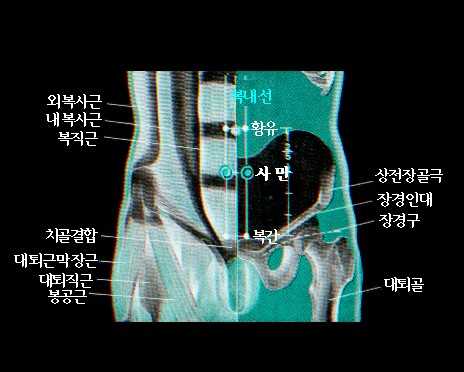 복내선
외복사근
내복사근
복직근
황유
사 만
상전장골극
장경인대
장경구
치골결합
복간
대퇴근막장근
대퇴직근
봉공근
대퇴골